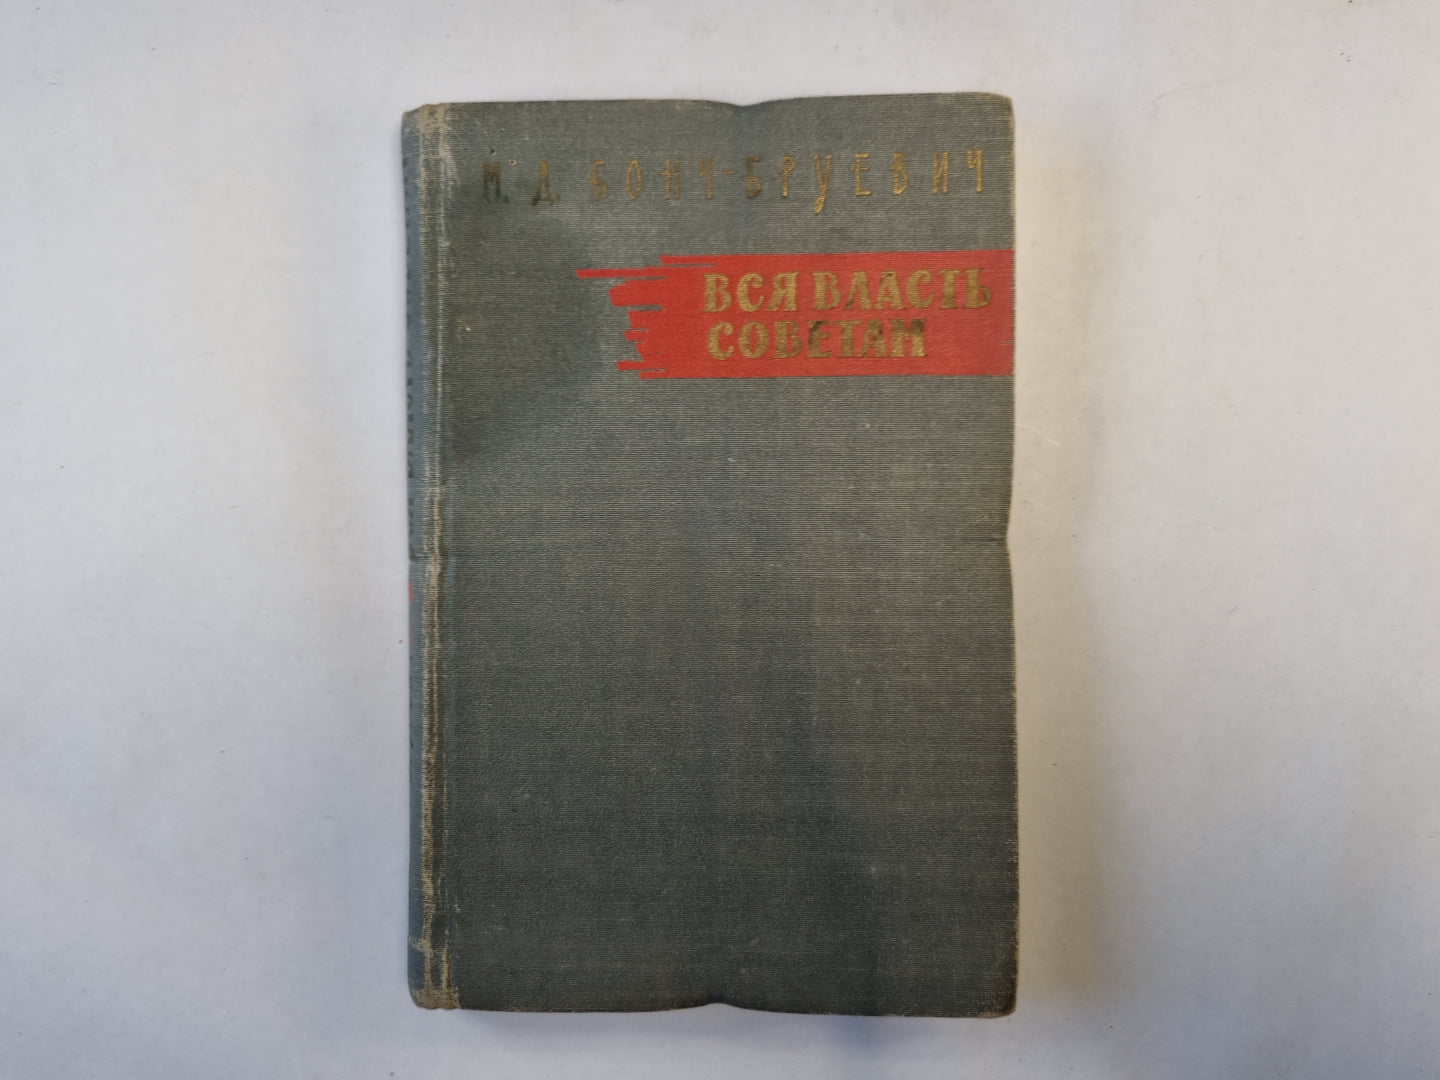 М. Д. БОНЧ-БРУЕВИЧ
ВСЯ ВЛАСТЬ
СОВЕТАМ